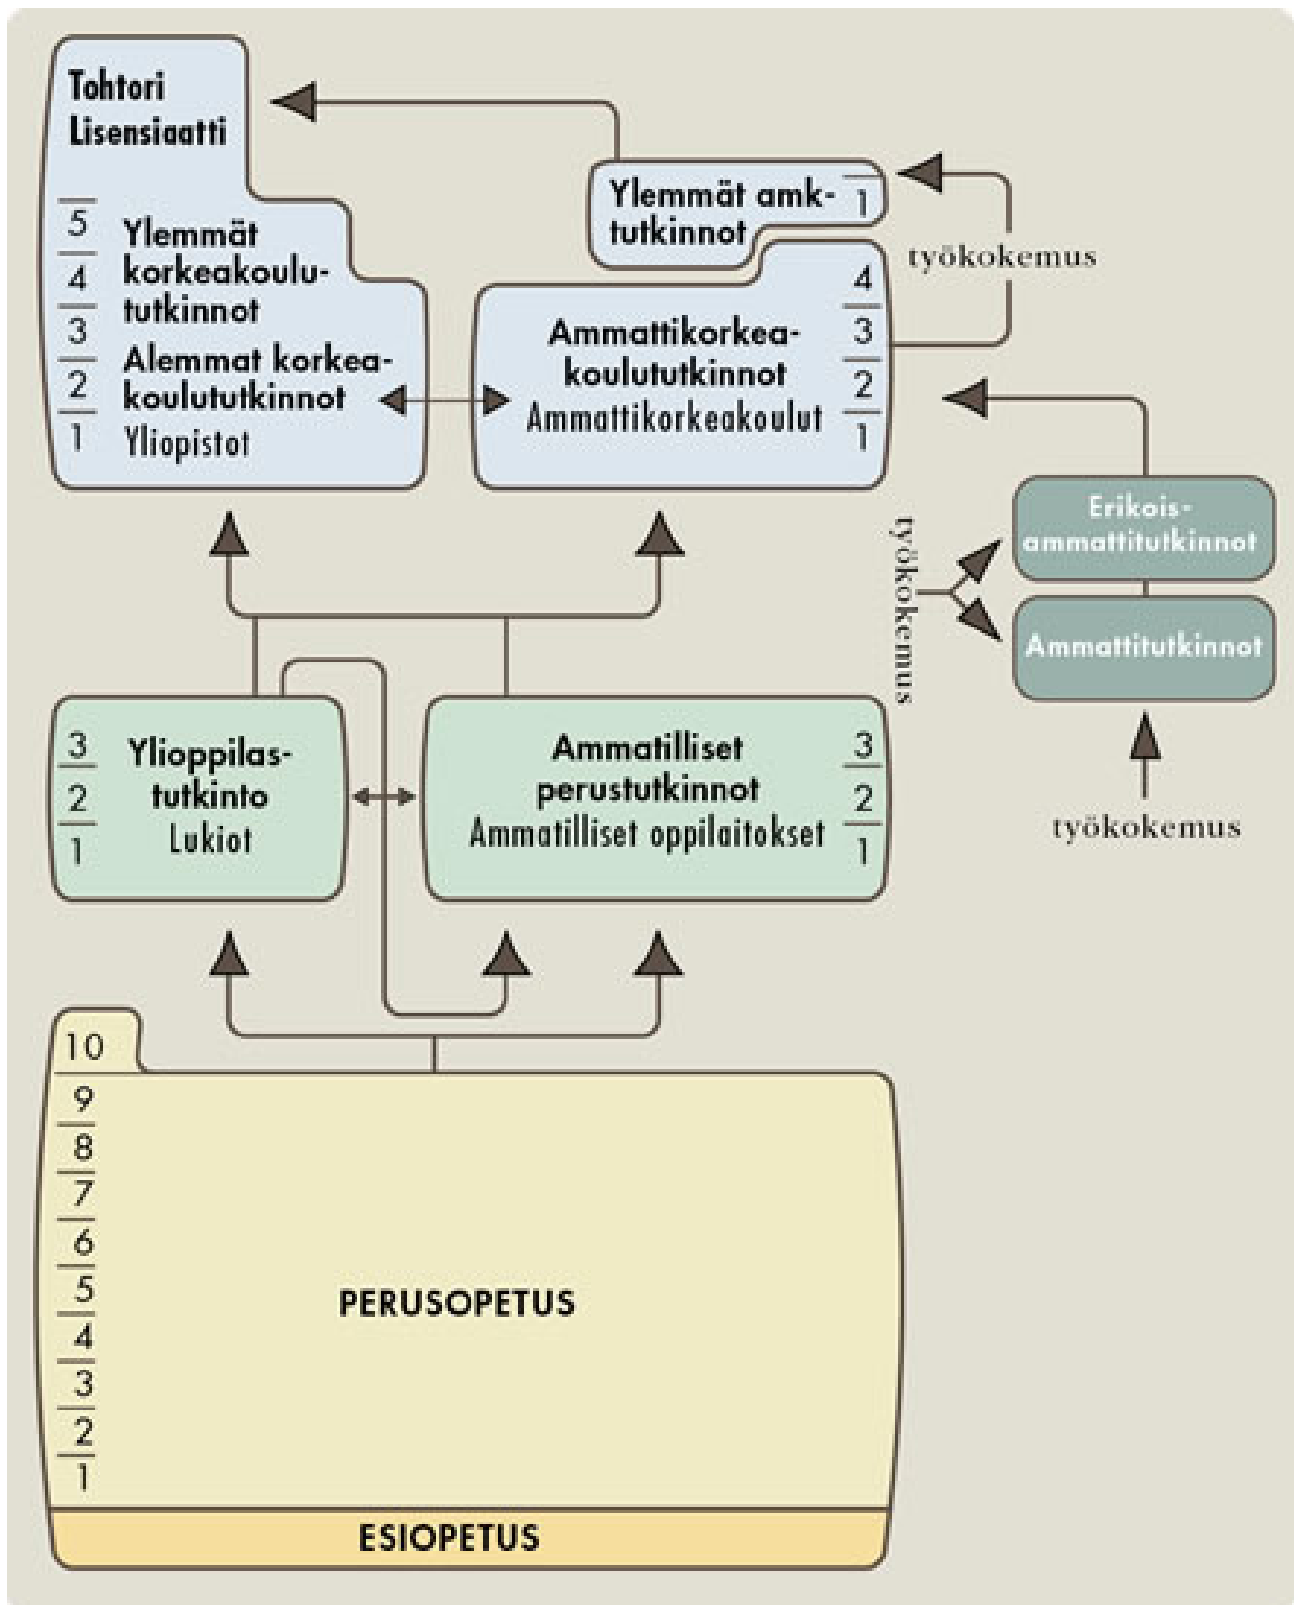 Tohtori
Lisensiaatti
5
4
3
2
1
Ylemmät
korkeakoulu-
tutkinnot
Alemmat korkea-
koulututkinnot
Yliopistot
Ylemmät amk-
tutkinnot
1
työkokemus
Ammattikorkea-
koulututkinnot
Ammattikorkeakoulut
4
3
2
1
Erikois-
ammattitutkinnot
työkokemus
Ammattitutkinnot
työkokemus
3
2
1
Ylioppilas-
tutkinto
Lukiot
Ammatilliset
perustutkinnot
Ammatilliset oppilaitokset
3
2
1
10
9
8
7
6
5
4
3
2
1
PERUSOPETUS
ESIOPETUS